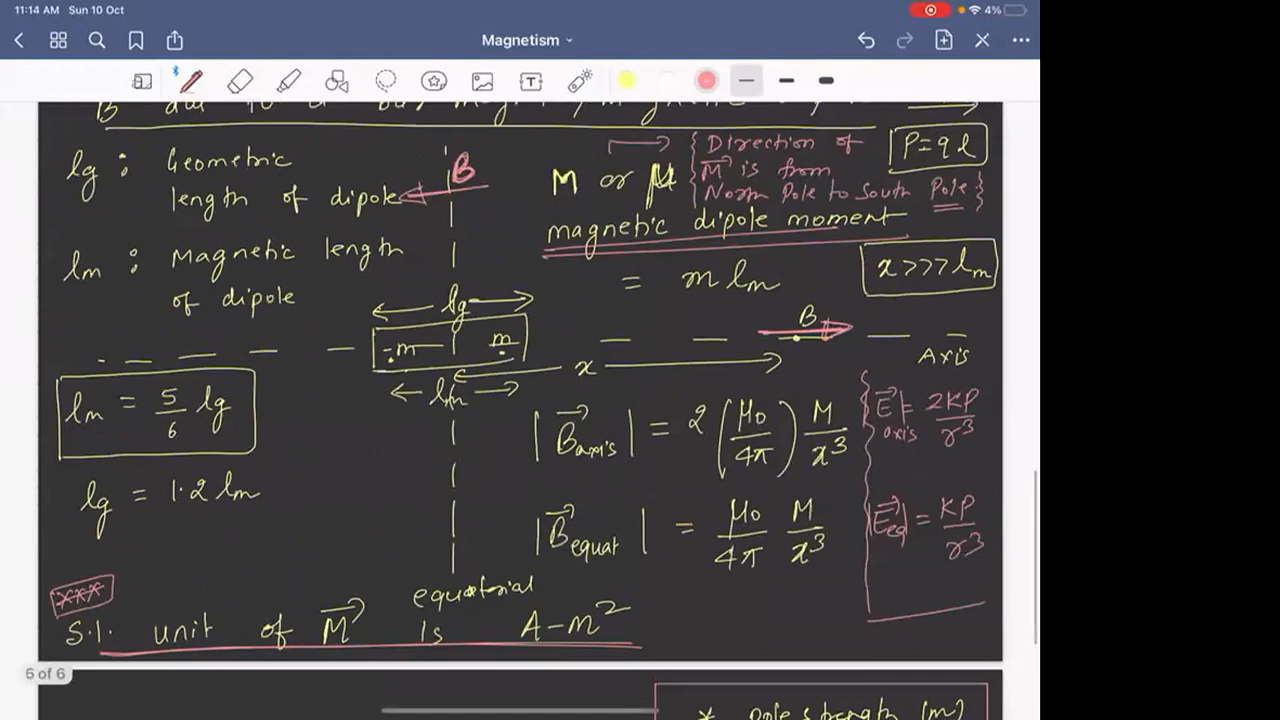 11:14 AM Sun 10 Oct
4%
Magnetism
lg : Geometric
length of dipole
B
M or
{ Direction of
M⃗ is from
North Pole to South Pole }
P = q l
magnetic dipole moment
= m lm
x >>> lm
lm : Magnetic length
of dipole
lg
-m
m
x
B
Axis
lm
lm = 5/6 lg
lg = 1.2 lm
|B⃗axis| = 2 (μ0/4π) M/x³
|E⃗|axis = 2KP/r³
|B⃗equat| = μ0/4π M/x³
|E⃗eq| = KP/r³
equatorial
***
S.I. unit of M⃗ is A-m²
5 of 6
* pole strength (m)